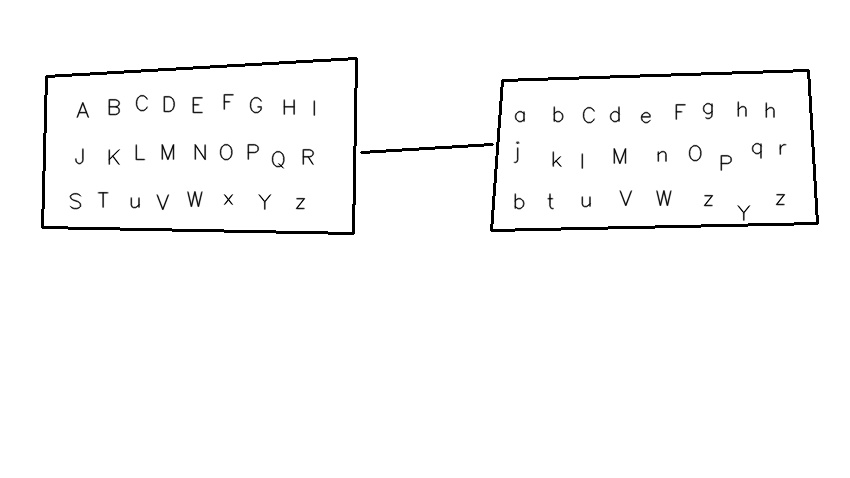 A B C D E F G H I
J K L M N O P Q R
S T u V W x Y z
a b C d e F g h h
j k l M n O P q r
b t u V W z Y z